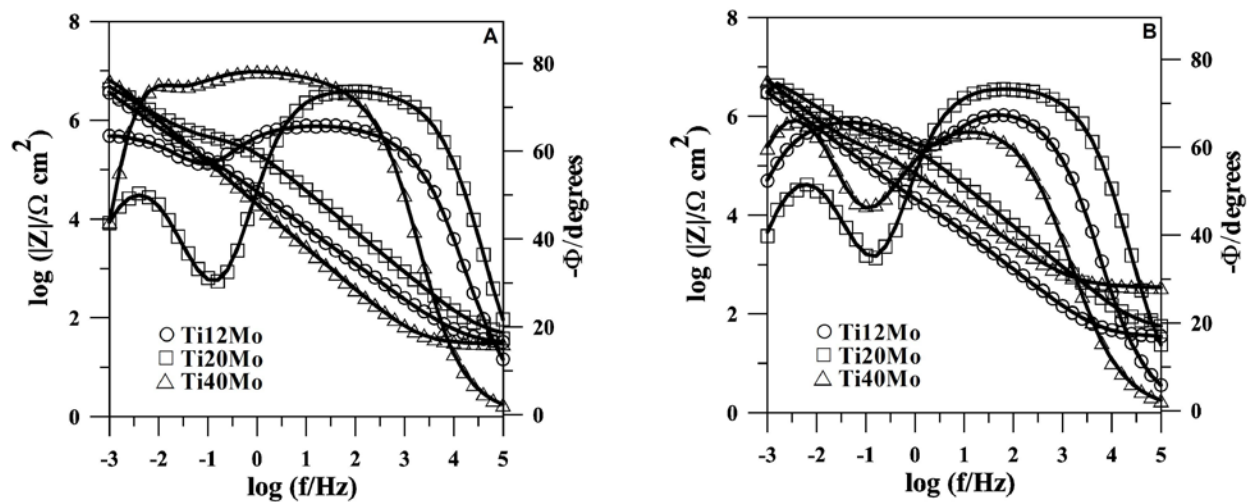 A
8
6
4
2
0
log (|Z|/Ω cm²)
80
60
40
20
0
-Φ/degrees
Ti12Mo
Ti20Mo
Ti40Mo
-3 -2 -1 0 1 2 3 4 5
log (f/Hz)
B
8
6
4
2
0
log (|Z|/Ω cm²)
80
60
40
20
0
-Φ/degrees
Ti12Mo
Ti20Mo
Ti40Mo
-3 -2 -1 0 1 2 3 4 5
log (f/Hz)